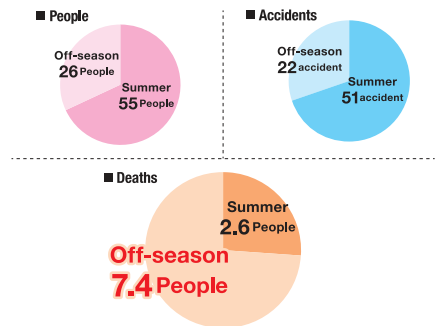 ■ People
Off-season
26 People
Summer
55 People
■ Accidents
Off-season
22 accident
Summer
51 accident
■ Deaths
Summer
2.6 People
Off-season
7.4 People